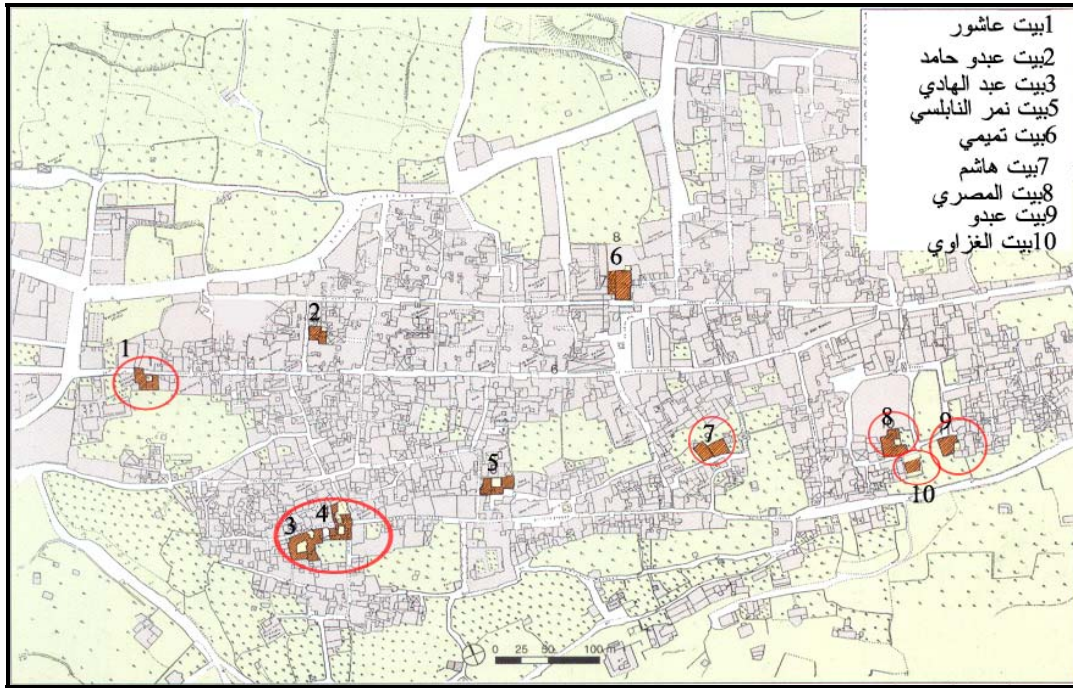 1بيت عاشور
2بيت عبدو حامد
3بيت عبد الهادي
5بيت نمر النابلسي
6بيت تميمي
7بيت هاشم
8بيت المصري
9بيت عبدو
10بيت الغزاوي
8
6
2
1
6
7
8
9
5
10
4
3
0 25 50 100 m